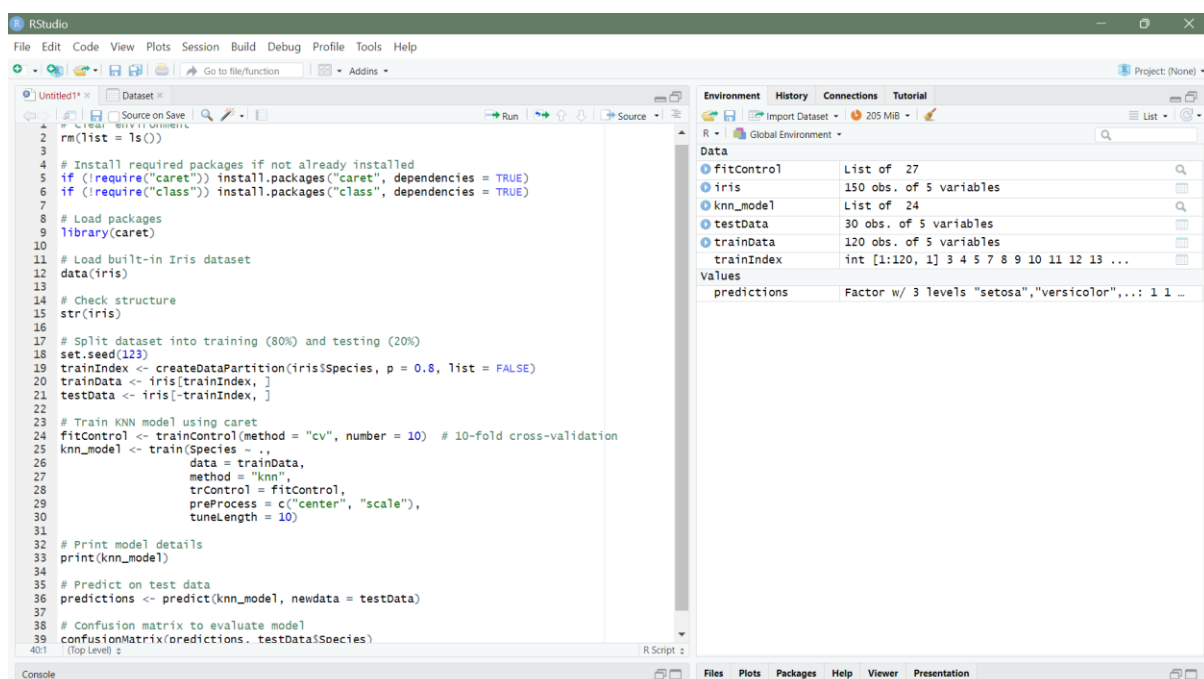 RStudio
File Edit Code View Plots Session Build Debug Profile Tools Help
Go to file/function Addins Project: (None)
Untitled1* Dataset
Source on Save Run Source
1 # Clear environment
2 rm(list = ls())
3
4 # Install required packages if not already installed
5 if (!require("caret")) install.packages("caret", dependencies = TRUE)
6 if (!require("class")) install.packages("class", dependencies = TRUE)
7
8 # Load packages
9 library(caret)
10
11 # Load built-in Iris dataset
12 data(iris)
13
14 # Check structure
15 str(iris)
16
17 # Split dataset into training (80%) and testing (20%)
18 set.seed(123)
19 trainIndex <- createDataPartition(iris$Species, p = 0.8, list = FALSE)
20 trainData <- iris[trainIndex, ]
21 testData <- iris[-trainIndex, ]
22
23 # Train KNN model using caret
24 fitControl <- trainControl(method = "cv", number = 10) # 10-fold cross-validation
25 knn_model <- train(Species ~ .,
26 data = trainData,
27 method = "knn",
28 trControl = fitControl,
29 preProcess = c("center", "scale"),
30 tuneLength = 10)
31
32 # Print model details
33 print(knn_model)
34
35 # Predict on test data
36 predictions <- predict(knn_model, newdata = testData)
37
38 # Confusion matrix to evaluate model
39 confusionMatrix(predictions, testData$Species)
40:1 (Top Level) R Script
Console
Environment History Connections Tutorial
Import Dataset 205 MiB List
R Global Environment
Data
fitControl List of 27
iris 150 obs. of 5 variables
knn_model List of 24
testData 30 obs. of 5 variables
trainData 120 obs. of 5 variables
trainIndex int [1:120, 1] 3 4 5 7 8 9 10 11 12 13 ...
Values
predictions Factor w/ 3 levels "setosa","versicolor",..: 1 1 …
Files Plots Packages Help Viewer Presentation